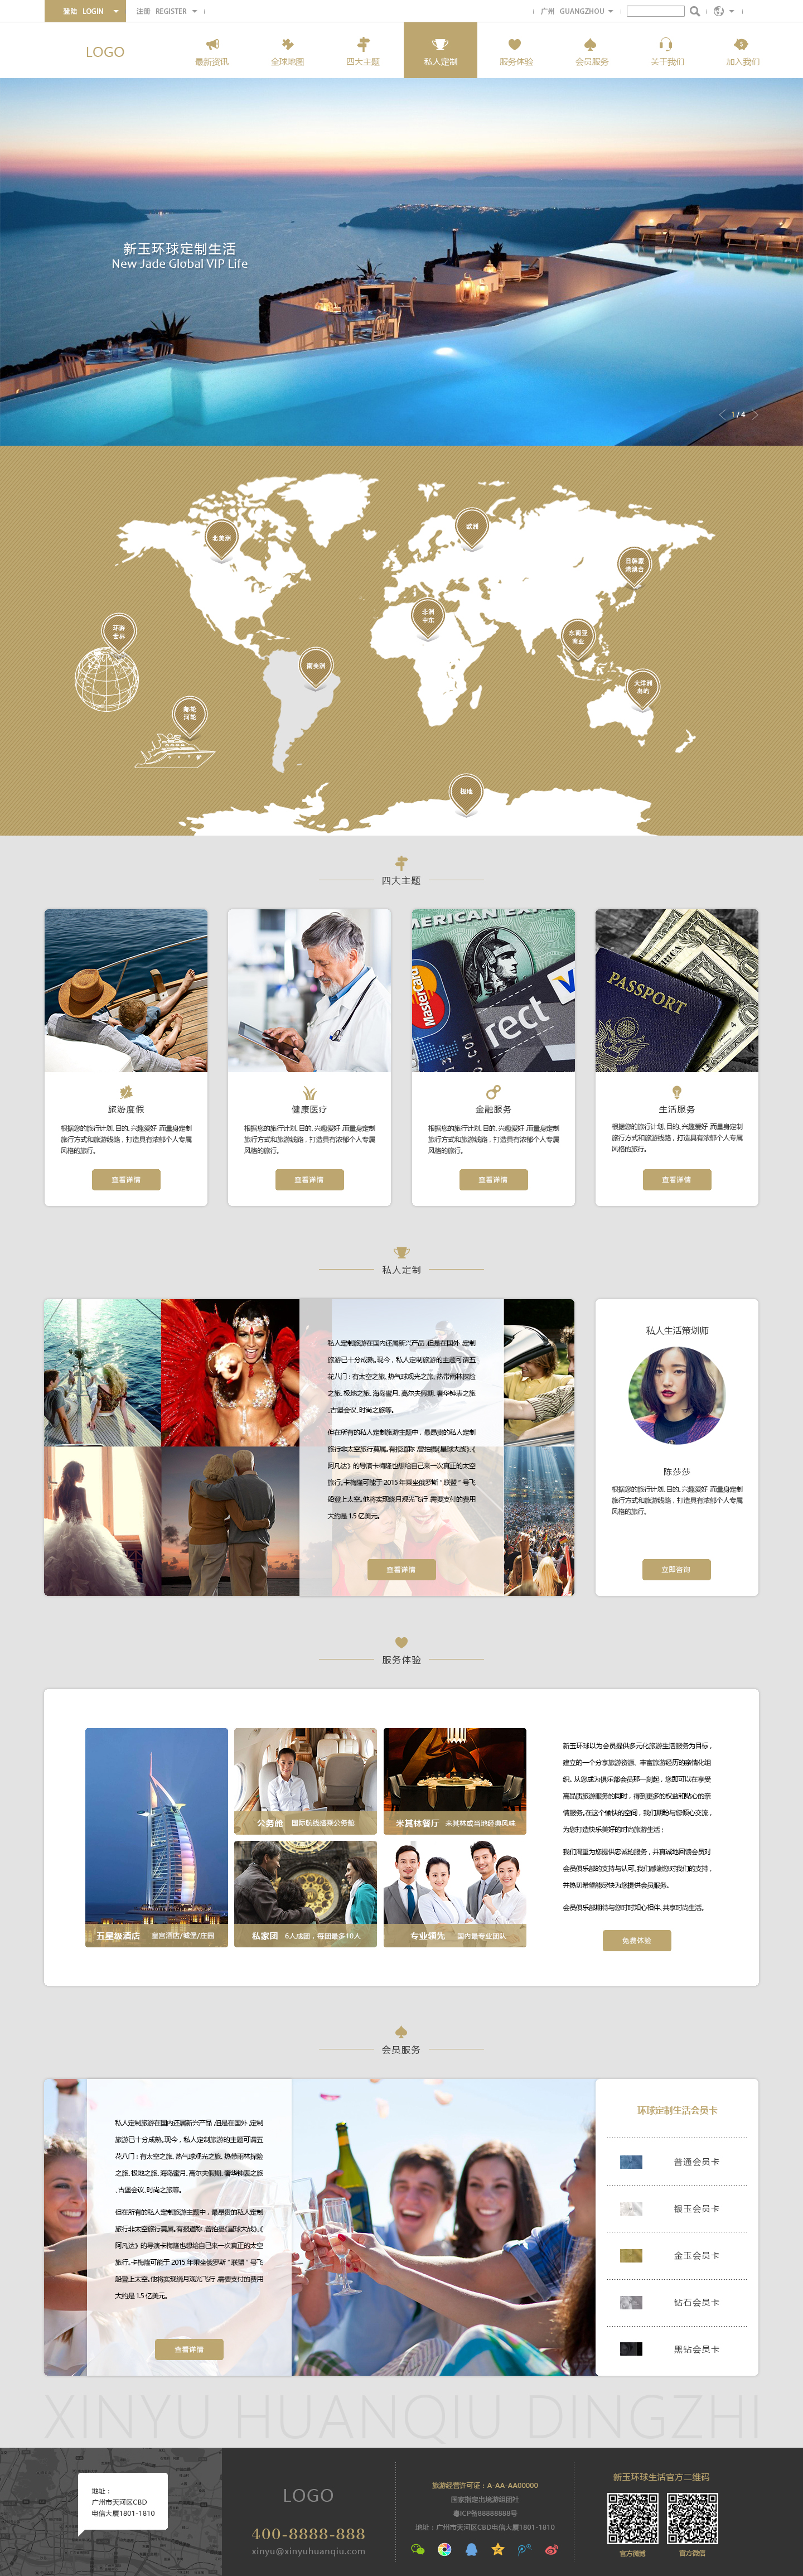 登陆 LOGIN
注册 REGISTER
广州 GUANGZHOU
LOGO
最新资讯
全球地图
四大主题
私人定制
服务体验
会员服务
关于我们
加入我们
新玉环球定制生活
New Jade Global VIP Life
1 / 4
北美洲
欧洲
日韩蒙
港澳台
环游
世界
非洲
中东
东南亚
南亚
南美洲
大洋洲
岛屿
邮轮
河轮
极地
四大主题
AMERICAN EXPRESS
MasterCard
rect
PASSPORT
旅游度假
根据您的旅行计划、目的、兴趣爱好,而量身定制
旅行方式和旅游线路，打造具有浓郁个人专属
风格的旅行。
查看详情
健康医疗
根据您的旅行计划、目的、兴趣爱好,而量身定制
旅行方式和旅游线路，打造具有浓郁个人专属
风格的旅行。
查看详情
金融服务
根据您的旅行计划、目的、兴趣爱好,而量身定制
旅行方式和旅游线路，打造具有浓郁个人专属
风格的旅行。
查看详情
生活服务
根据您的旅行计划、目的、兴趣爱好,而量身定制
旅行方式和旅游线路，打造具有浓郁个人专属
风格的旅行。
查看详情
私人定制
私人定制旅游在国内还属新兴产品,但是在国外,定制
旅游已十分成熟。现今，私人定制旅游的主题可谓五
花八门：有太空之旅、热气球观光之旅、热带雨林探险
之旅、极地之旅、海岛蜜月、高尔夫假期、奢华钟表之旅
、古堡会议、时尚之旅等。
但在所有的私人定制旅游主题中，最昂贵的私人定制
旅行非太空旅行莫属。有报道称,曾拍摄《星球大战》、《
阿凡达》的导演卡梅隆也想给自己来一次真正的太空
旅行。卡梅隆可能于 2015 年乘坐俄罗斯“联盟”号飞
船登上太空。他将实现绕月观光飞行,需要支付的费用
大约是 1.5 亿美元。
查看详情
私人生活策划师
陈莎莎
根据您的旅行计划、目的、兴趣爱好,而量身定制
旅行方式和旅游线路，打造具有浓郁个人专属
风格的旅行。
立即咨询
服务体验
五星级酒店 皇宫酒店/城堡/庄园
公务舱 国际航线搭乘公务舱
米其林餐厅 米其林或当地经典风味
私家团 6人成团，每团最多10人
专业领先 国内最专业团队
新玉环球以为会员提供多元化旅游生活服务为目标，
建立的一个分享旅游资源、丰富旅游经历的亲情化组
织。从您成为俱乐部会员那一刻起，您即可以在享受
高品质旅游服务的同时，得到更多的权益和贴心的亲
情服务。在这个愉快的空间，我们期盼与您倾心交流，
为您打造快乐美好的时尚旅游生活；
我们渴望为您提供忠诚的服务，并真诚地回馈会员对
会员俱乐部的支持与认可。我们感谢您对我们的支持，
并热切希望能尽快为您提供会员服务。
会员俱乐部期待与您时时知心相伴、共享时尚生活。
免费体验
会员服务
私人定制旅游在国内还属新兴产品,但是在国外,定制
旅游已十分成熟。现今，私人定制旅游的主题可谓五
花八门：有太空之旅、热气球观光之旅、热带雨林探险
之旅、极地之旅、海岛蜜月、高尔夫假期、奢华钟表之旅
、古堡会议、时尚之旅等。
但在所有的私人定制旅游主题中，最昂贵的私人定制
旅行非太空旅行莫属。有报道称,曾拍摄《星球大战》、《
阿凡达》的导演卡梅隆也想给自己来一次真正的太空
旅行。卡梅隆可能于 2015 年乘坐俄罗斯“联盟”号飞
船登上太空。他将实现绕月观光飞行,需要支付的费用
大约是 1.5 亿美元。
查看详情
环球定制生活会员卡
普通会员卡
银玉会员卡
金玉会员卡
钻石会员卡
黑钻会员卡
XINYU HUANQIU DINGZHI
地址：
广州市天河区CBD
电信大厦1801-1810
LOGO
400-8888-888
xinyu@xinyuhuanqiu.com
旅游经营许可证：A-AA-AA00000
国家指定出境游组团社
粤ICP备88888888号
地址：广州市天河区CBD电信大厦1801-1810
新玉环球生活官方二维码
官方微博
官方微信